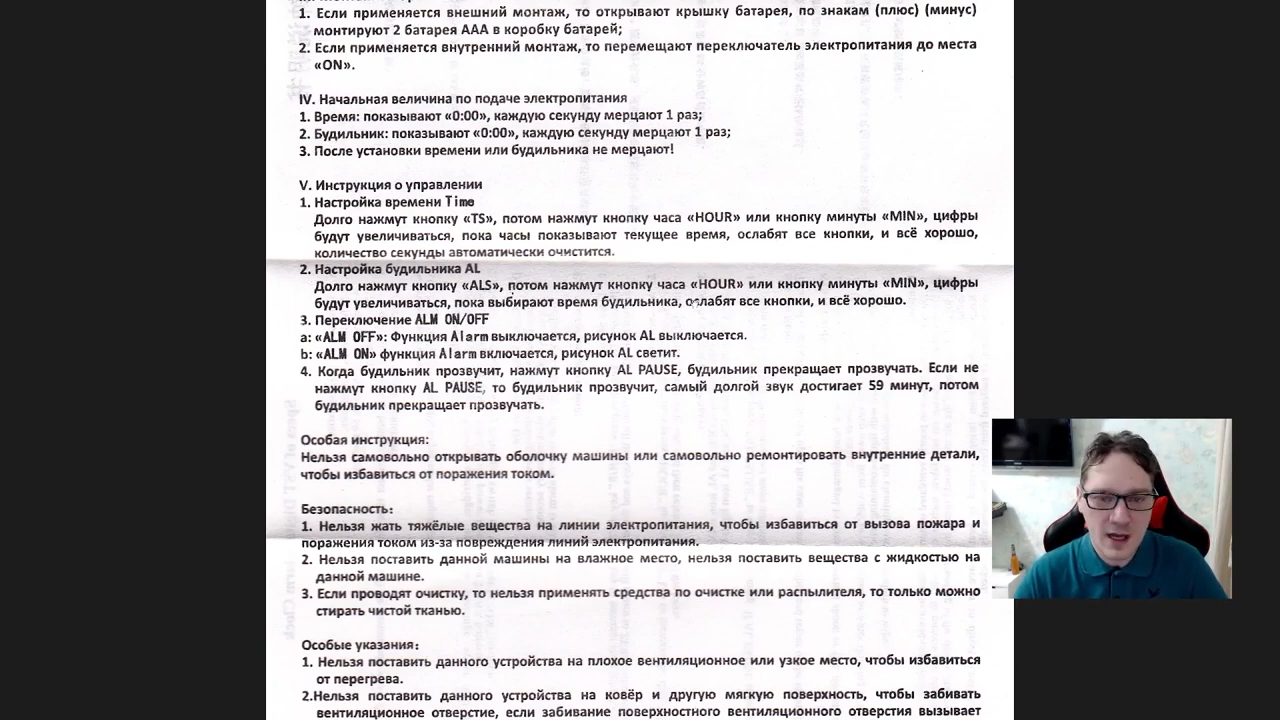 1. Если применяется внешний монтаж, то открывают крышку батарея, по знакам (плюс) (минус)
монтируют 2 батарея ААА в коробку батарей;
2. Если применяется внутренний монтаж, то перемещают переключатель электропитания до места
«ON».
IV. Начальная величина по подаче электропитания
1. Время: показывают «0:00», каждую секунду мерцают 1 раз;
2. Будильник: показывают «0:00», каждую секунду мерцают 1 раз;
3. После установки времени или будильника не мерцают!
V. Инструкция о управлении
1. Настройка времени Time
Долго нажмут кнопку «TS», потом нажмут кнопку часа «HOUR» или кнопку минуты «MIN», цифры
будут увеличиваться, пока часы показывают текущее время, ослабят все кнопки, и всё хорошо,
количество секунды автоматически очистится.
2. Настройка будильника AL
Долго нажмут кнопку «ALS», потом нажмут кнопку часа «HOUR» или кнопку минуты «MIN», цифры
будут увеличиваться, пока выбирают время будильника, ослабят все кнопки, и всё хорошо.
3. Переключение ALM ON/OFF
a: «ALM OFF»: Функция Alarm выключается, рисунок AL выключается.
b: «ALM ON» функция Alarm включается, рисунок AL светит.
4. Когда будильник прозвучит, нажмут кнопку AL PAUSE, будильник прекращает прозвучать. Если не
нажмут кнопку AL PAUSE, то будильник прозвучит, самый долгой звук достигает 59 минут, потом
будильник прекращает прозвучать.
Особая инструкция:
Нельзя самовольно открывать оболочку машины или самовольно ремонтировать внутренние детали,
чтобы избавиться от поражения током.
Безопасность:
1. Нельзя жать тяжёлые вещества на линии электропитания, чтобы избавиться от вызова пожара и
поражения током из-за повреждения линий электропитания.
2. Нельзя поставить данной машины на влажное место, нельзя поставить вещества с жидкостью на
данной машине.
3. Если проводят очистку, то нельзя применять средства по очистке или распылителя, то только можно
стирать чистой тканью.
Особые указания:
1. Нельзя поставить данного устройства на плохое вентиляционное или узкое место, чтобы избавиться
от перегрева.
2.Нельзя поставить данного устройства на ковёр и другую мягкую поверхность, чтобы забивать
вентиляционное отверстие, если забивание поверхностного вентиляционного отверстия вызывает